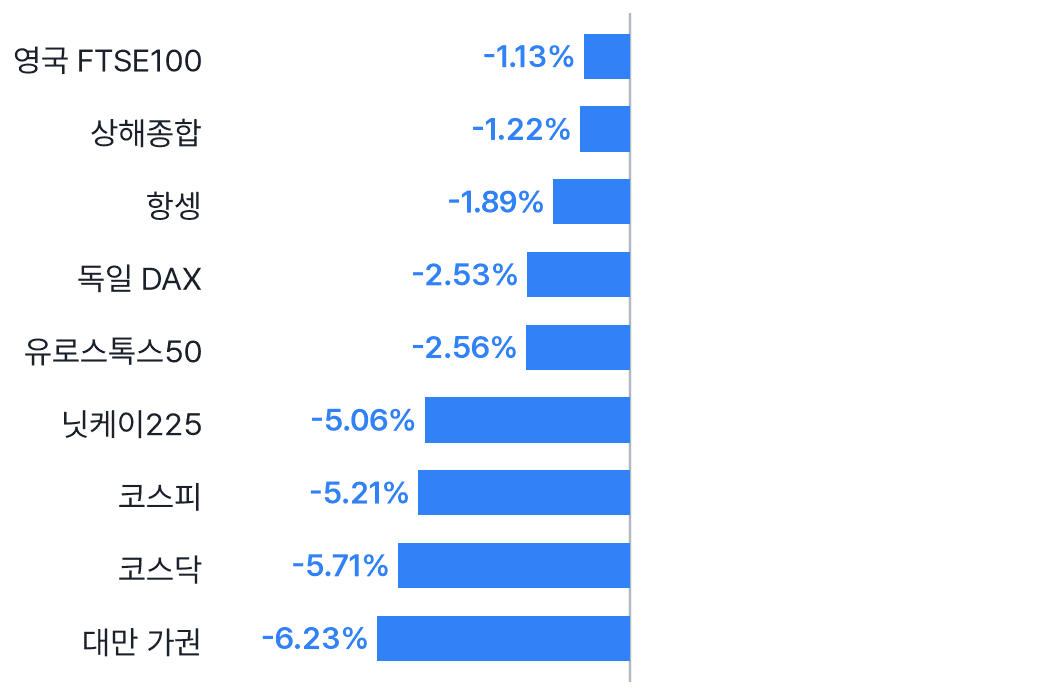 영국 FTSE100 -1.13%
상해종합 -1.22%
항셍 -1.89%
독일 DAX -2.53%
유로스톡스50 -2.56%
닛케이225 -5.06%
코스피 -5.21%
코스닥 -5.71%
대만 가권 -6.23%